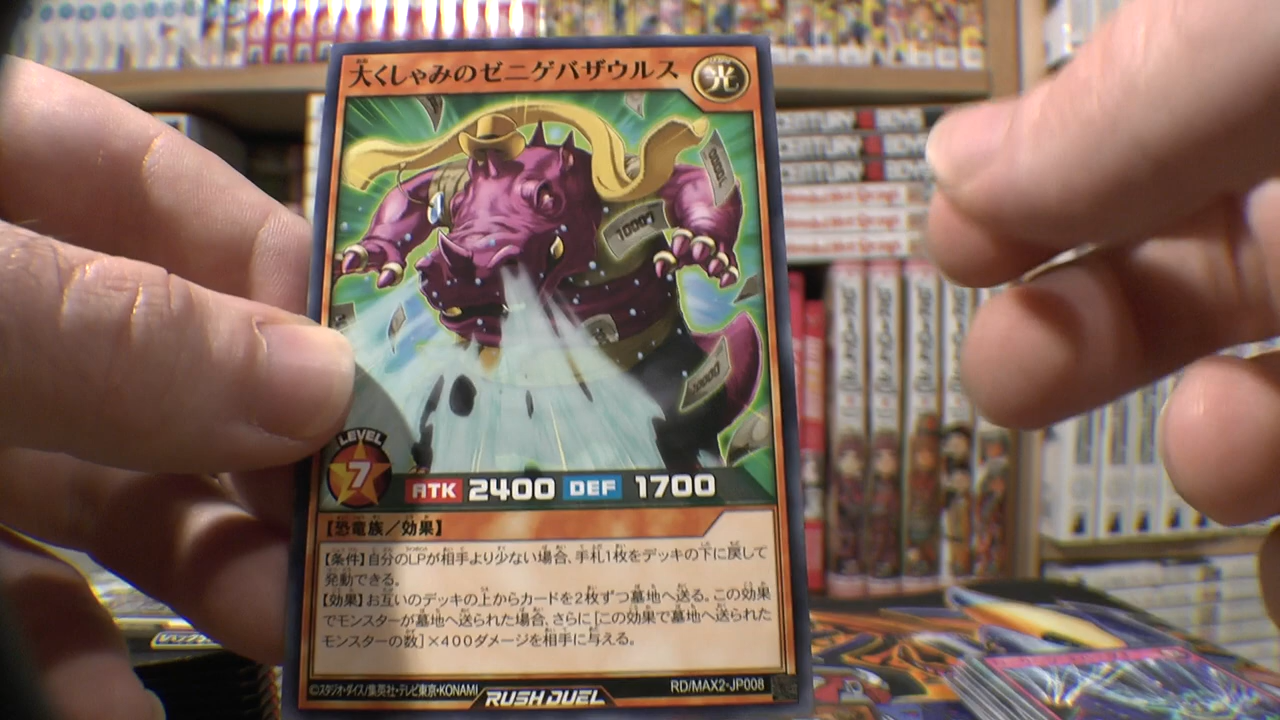 大くしゃみのゼニゲバザウルス
光
CENTURY BOYS
CENTURY BOYS
CENTURY BOYS
10000
LEVEL
7
ATK 2400 DEF 1700
【恐竜族／効果】
【条件】自分のLPが相手より少ない場合、手札1枚をデッキの下に戻して
発動できる。
【効果】お互いのデッキの上からカードを2枚ずつ墓地へ送る。この効果
でモンスターが墓地へ送られた場合、さらに[この効果で墓地へ送られた
モンスターの数]×400ダメージを相手に与える。
©スタジオ・ダイス/集英社・テレビ東京・KONAMI
RUSH DUEL
RD/MAX2-JP008